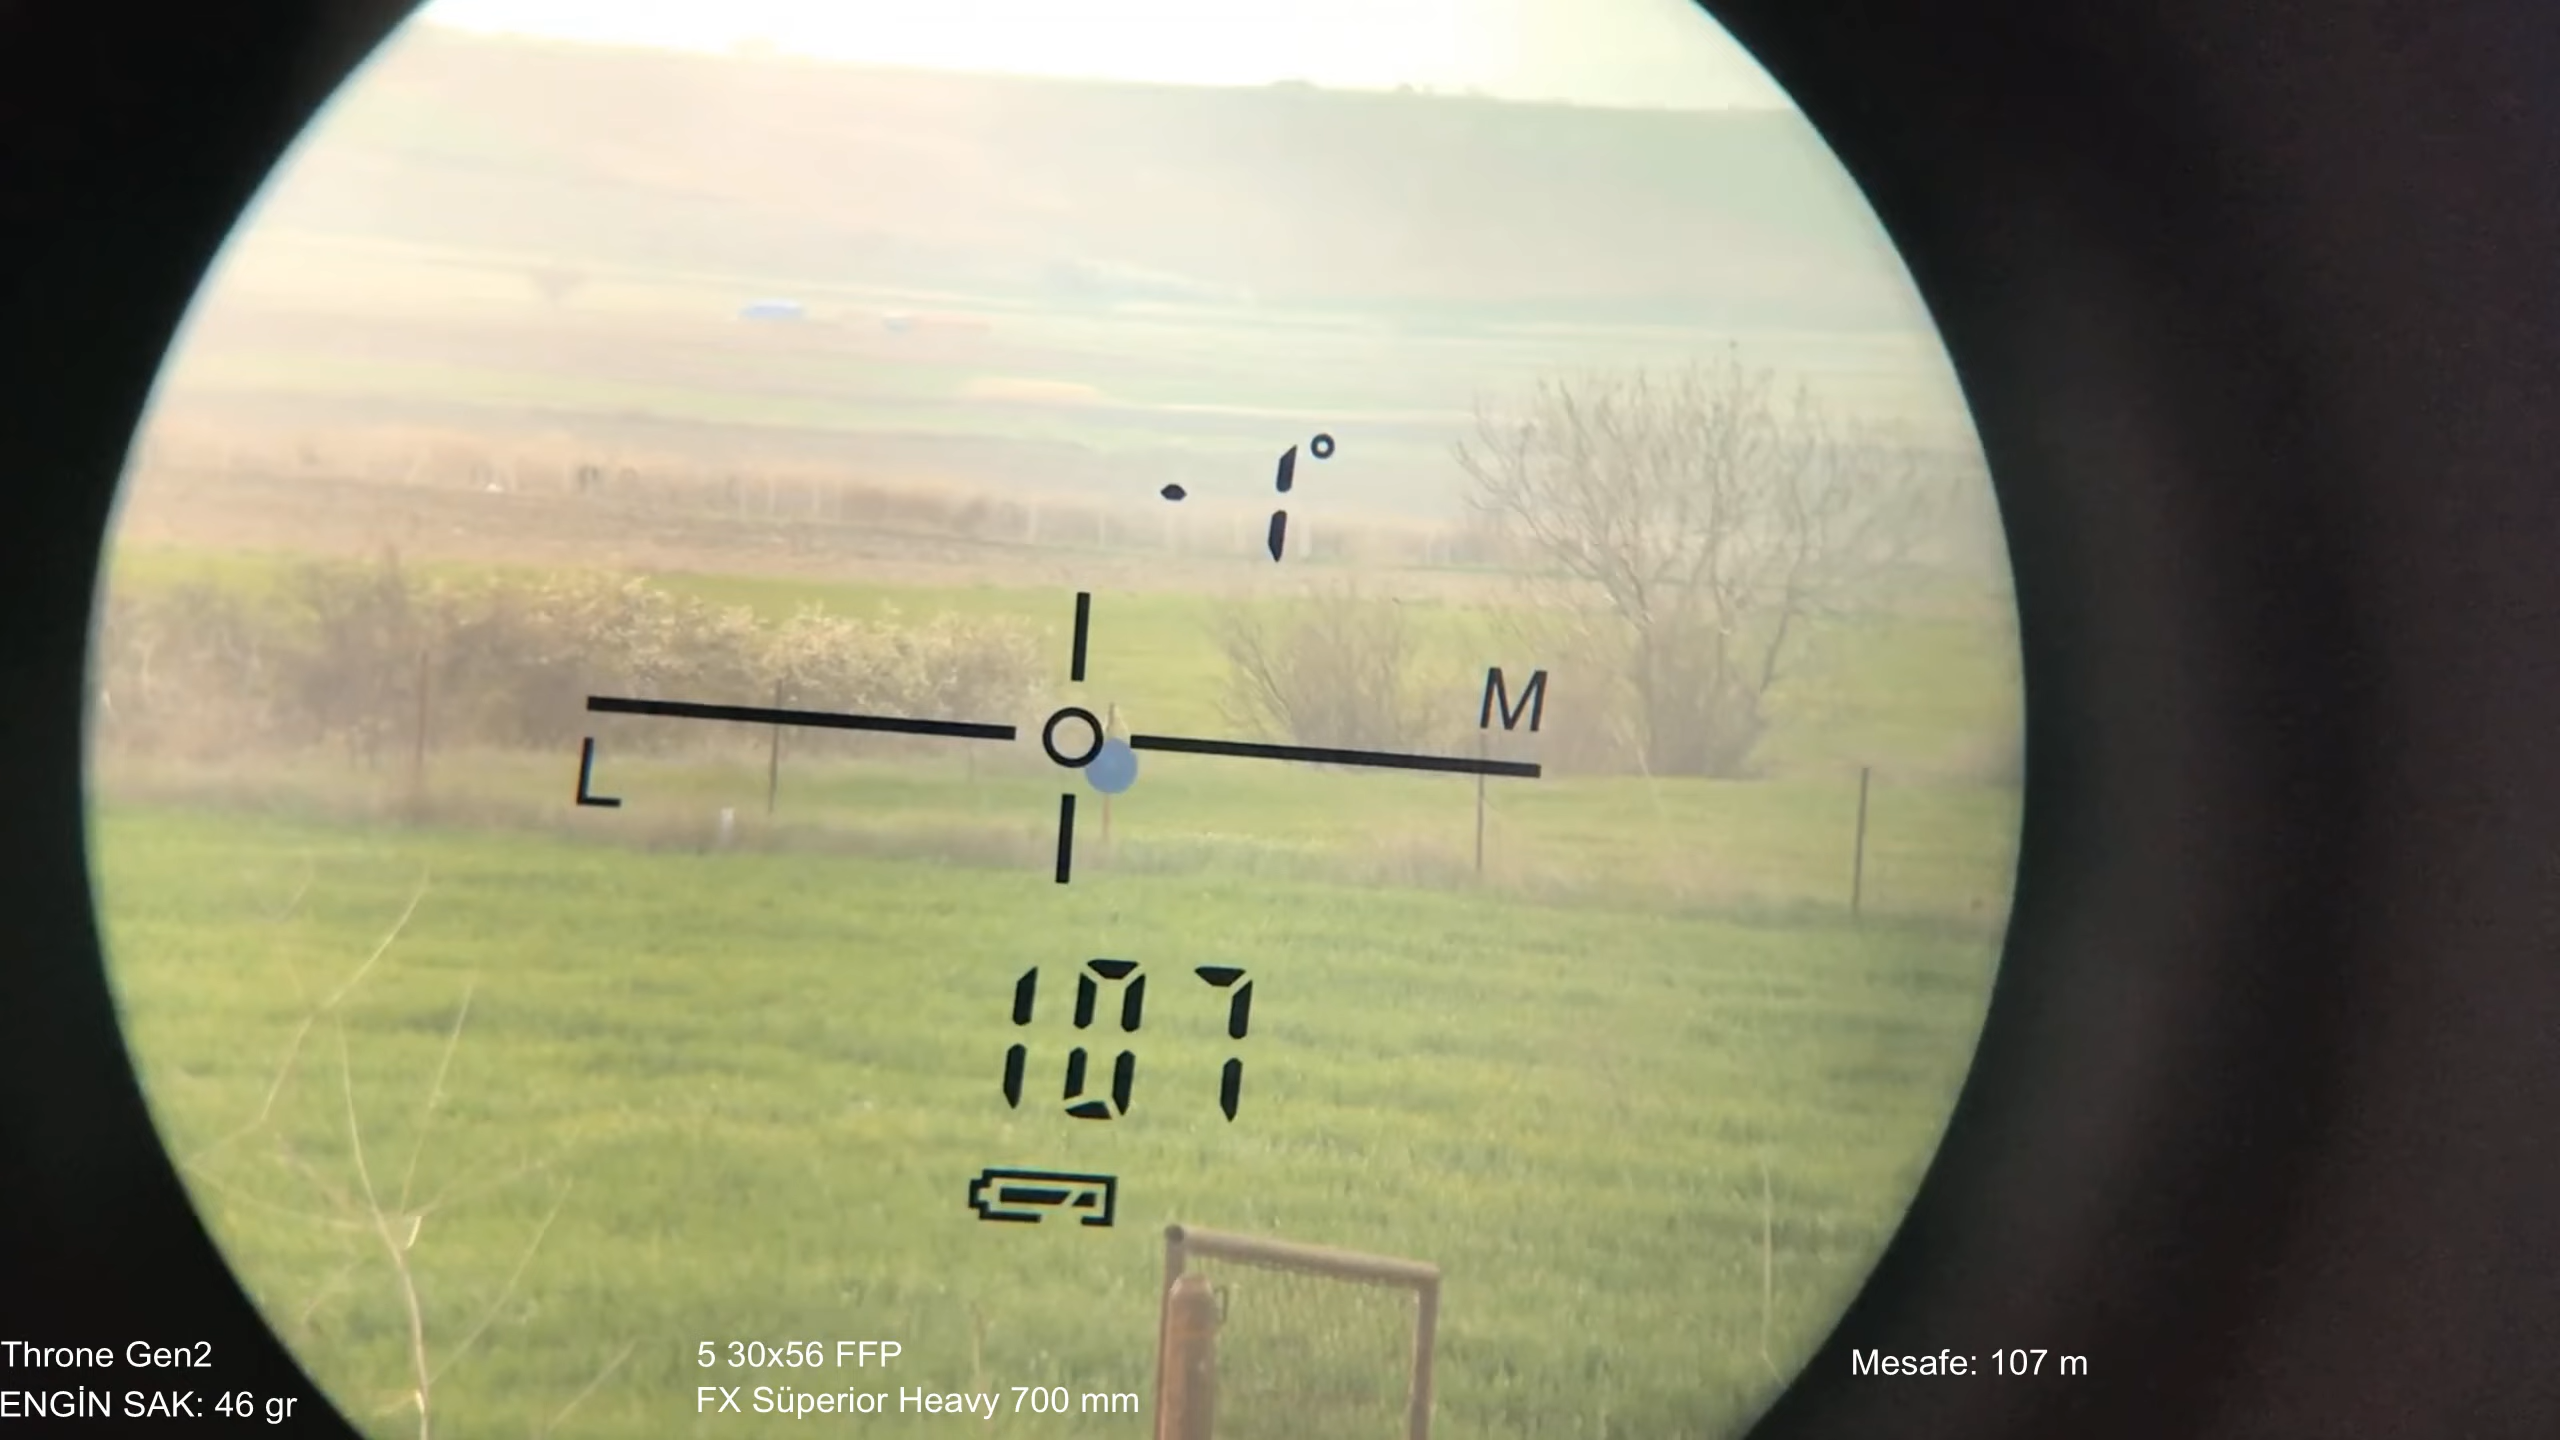 - 1°
M
L
107
Throne Gen2
ENGİN SAK: 46 gr
5 30x56 FFP
FX Süperior Heavy 700 mm
Mesafe: 107 m